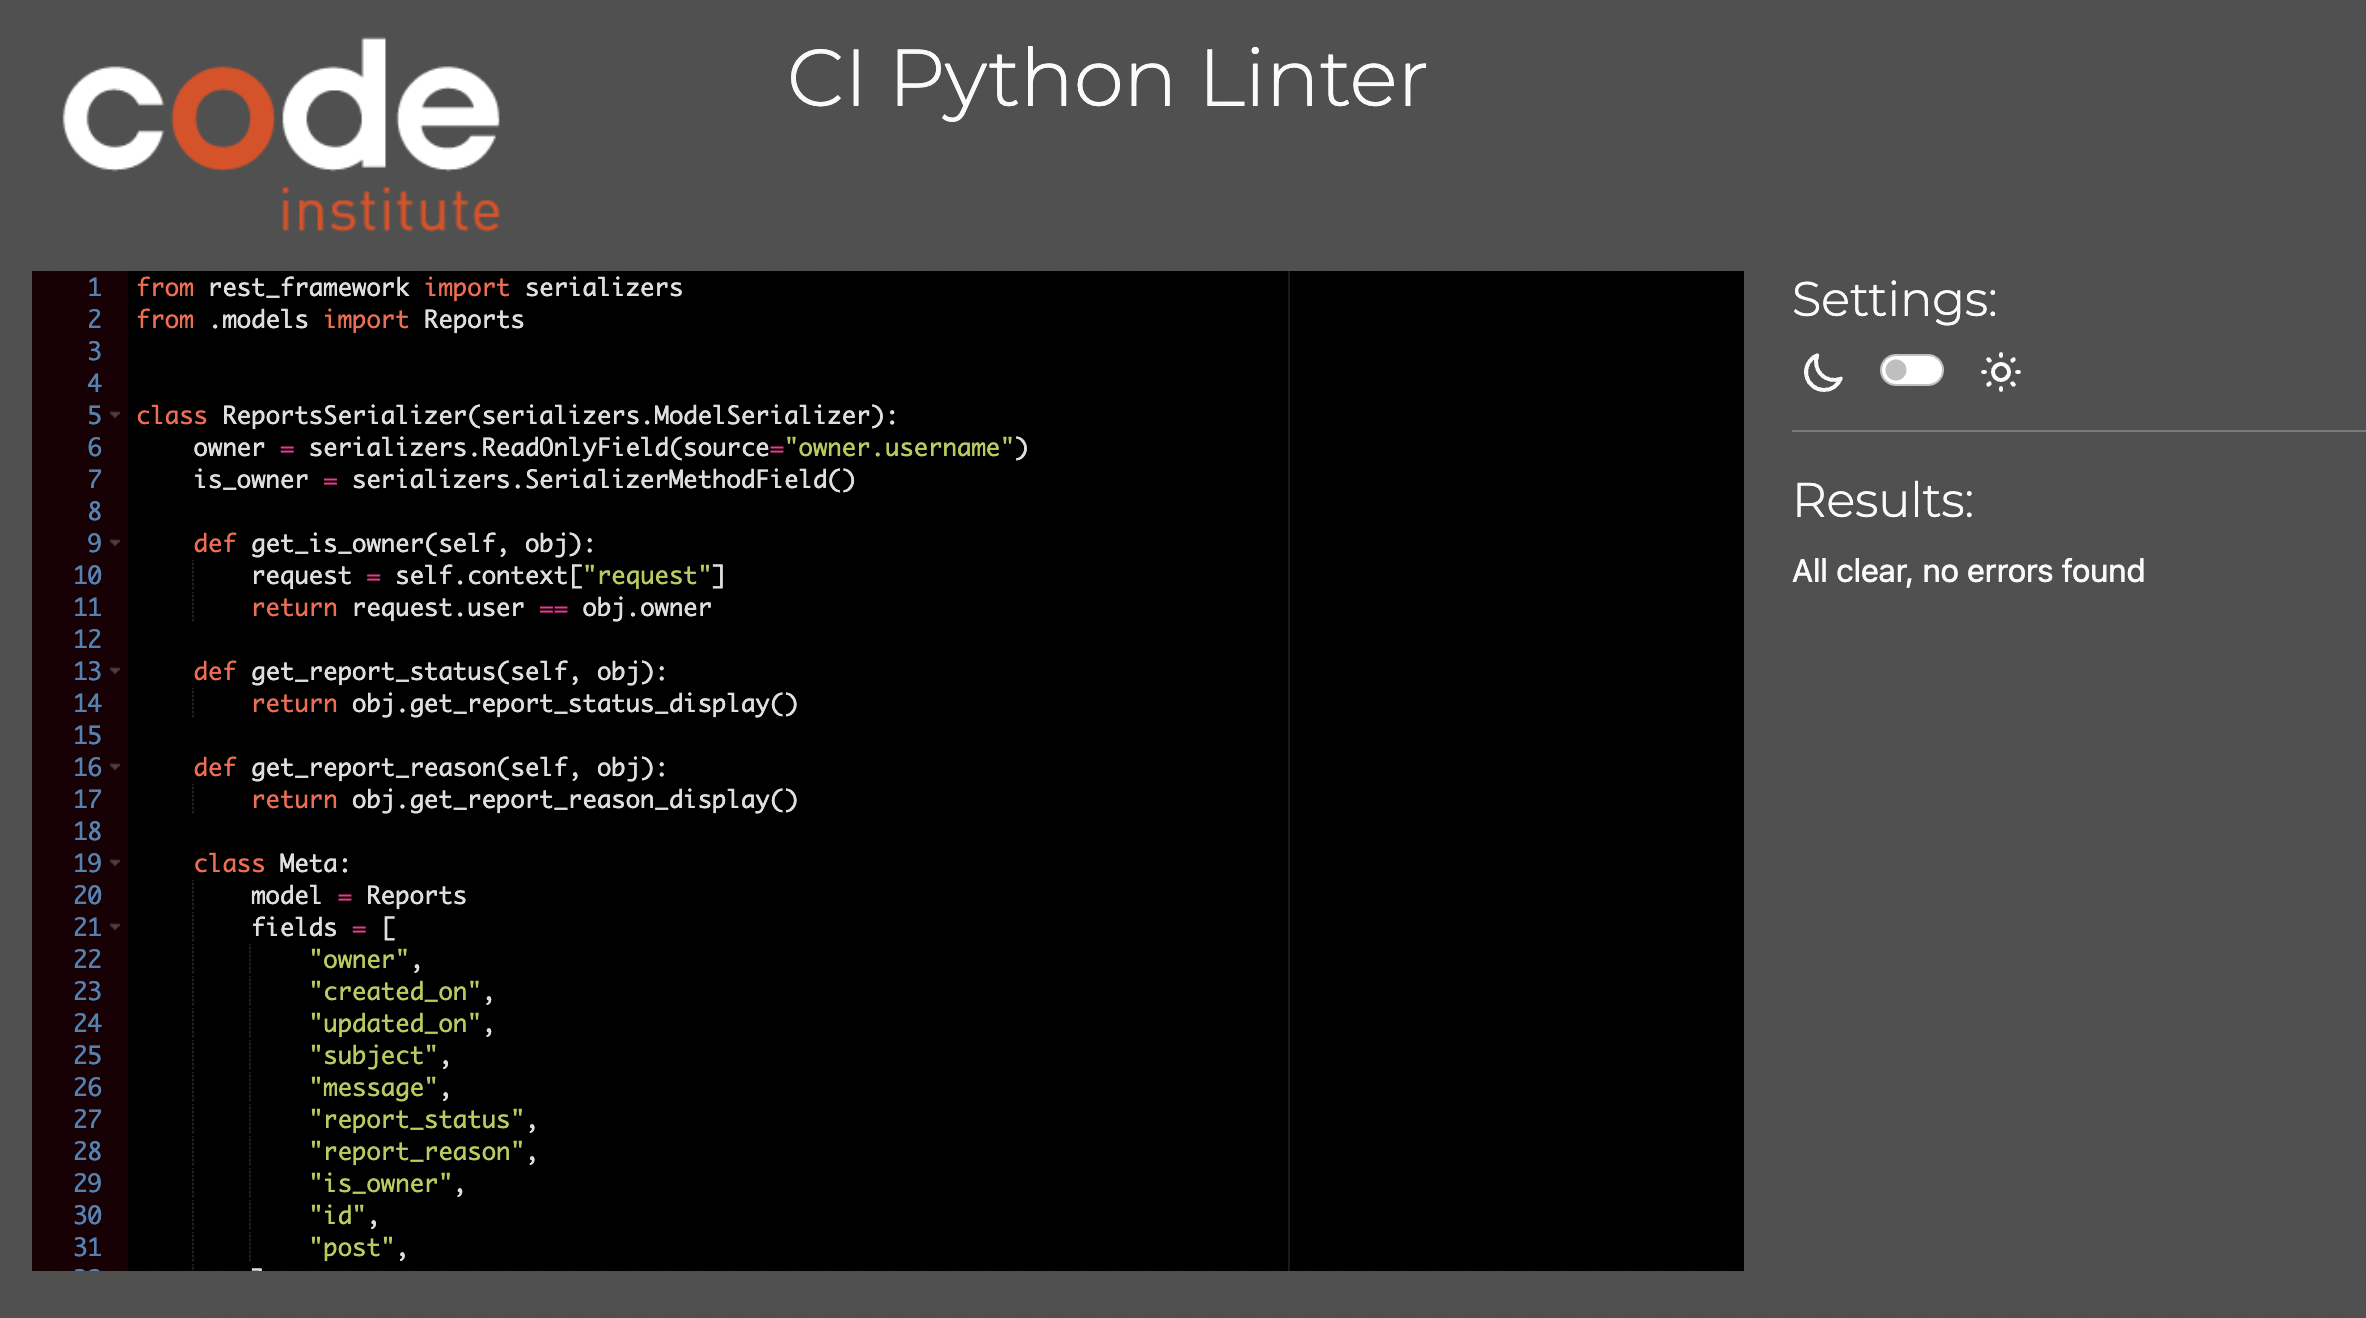 code
institute
CI Python Linter
1 from rest_framework import serializers
2 from .models import Reports
3
4
5 class ReportsSerializer(serializers.ModelSerializer):
6     owner = serializers.ReadOnlyField(source="owner.username")
7     is_owner = serializers.SerializerMethodField()
8
9     def get_is_owner(self, obj):
10         request = self.context["request"]
11         return request.user == obj.owner
12
13     def get_report_status(self, obj):
14         return obj.get_report_status_display()
15
16     def get_report_reason(self, obj):
17         return obj.get_report_reason_display()
18
19     class Meta:
20         model = Reports
21         fields = [
22             "owner",
23             "created_on",
24             "updated_on",
25             "subject",
26             "message",
27             "report_status",
28             "report_reason",
29             "is_owner",
30             "id",
31             "post",
Settings:
Results:
All clear, no errors found